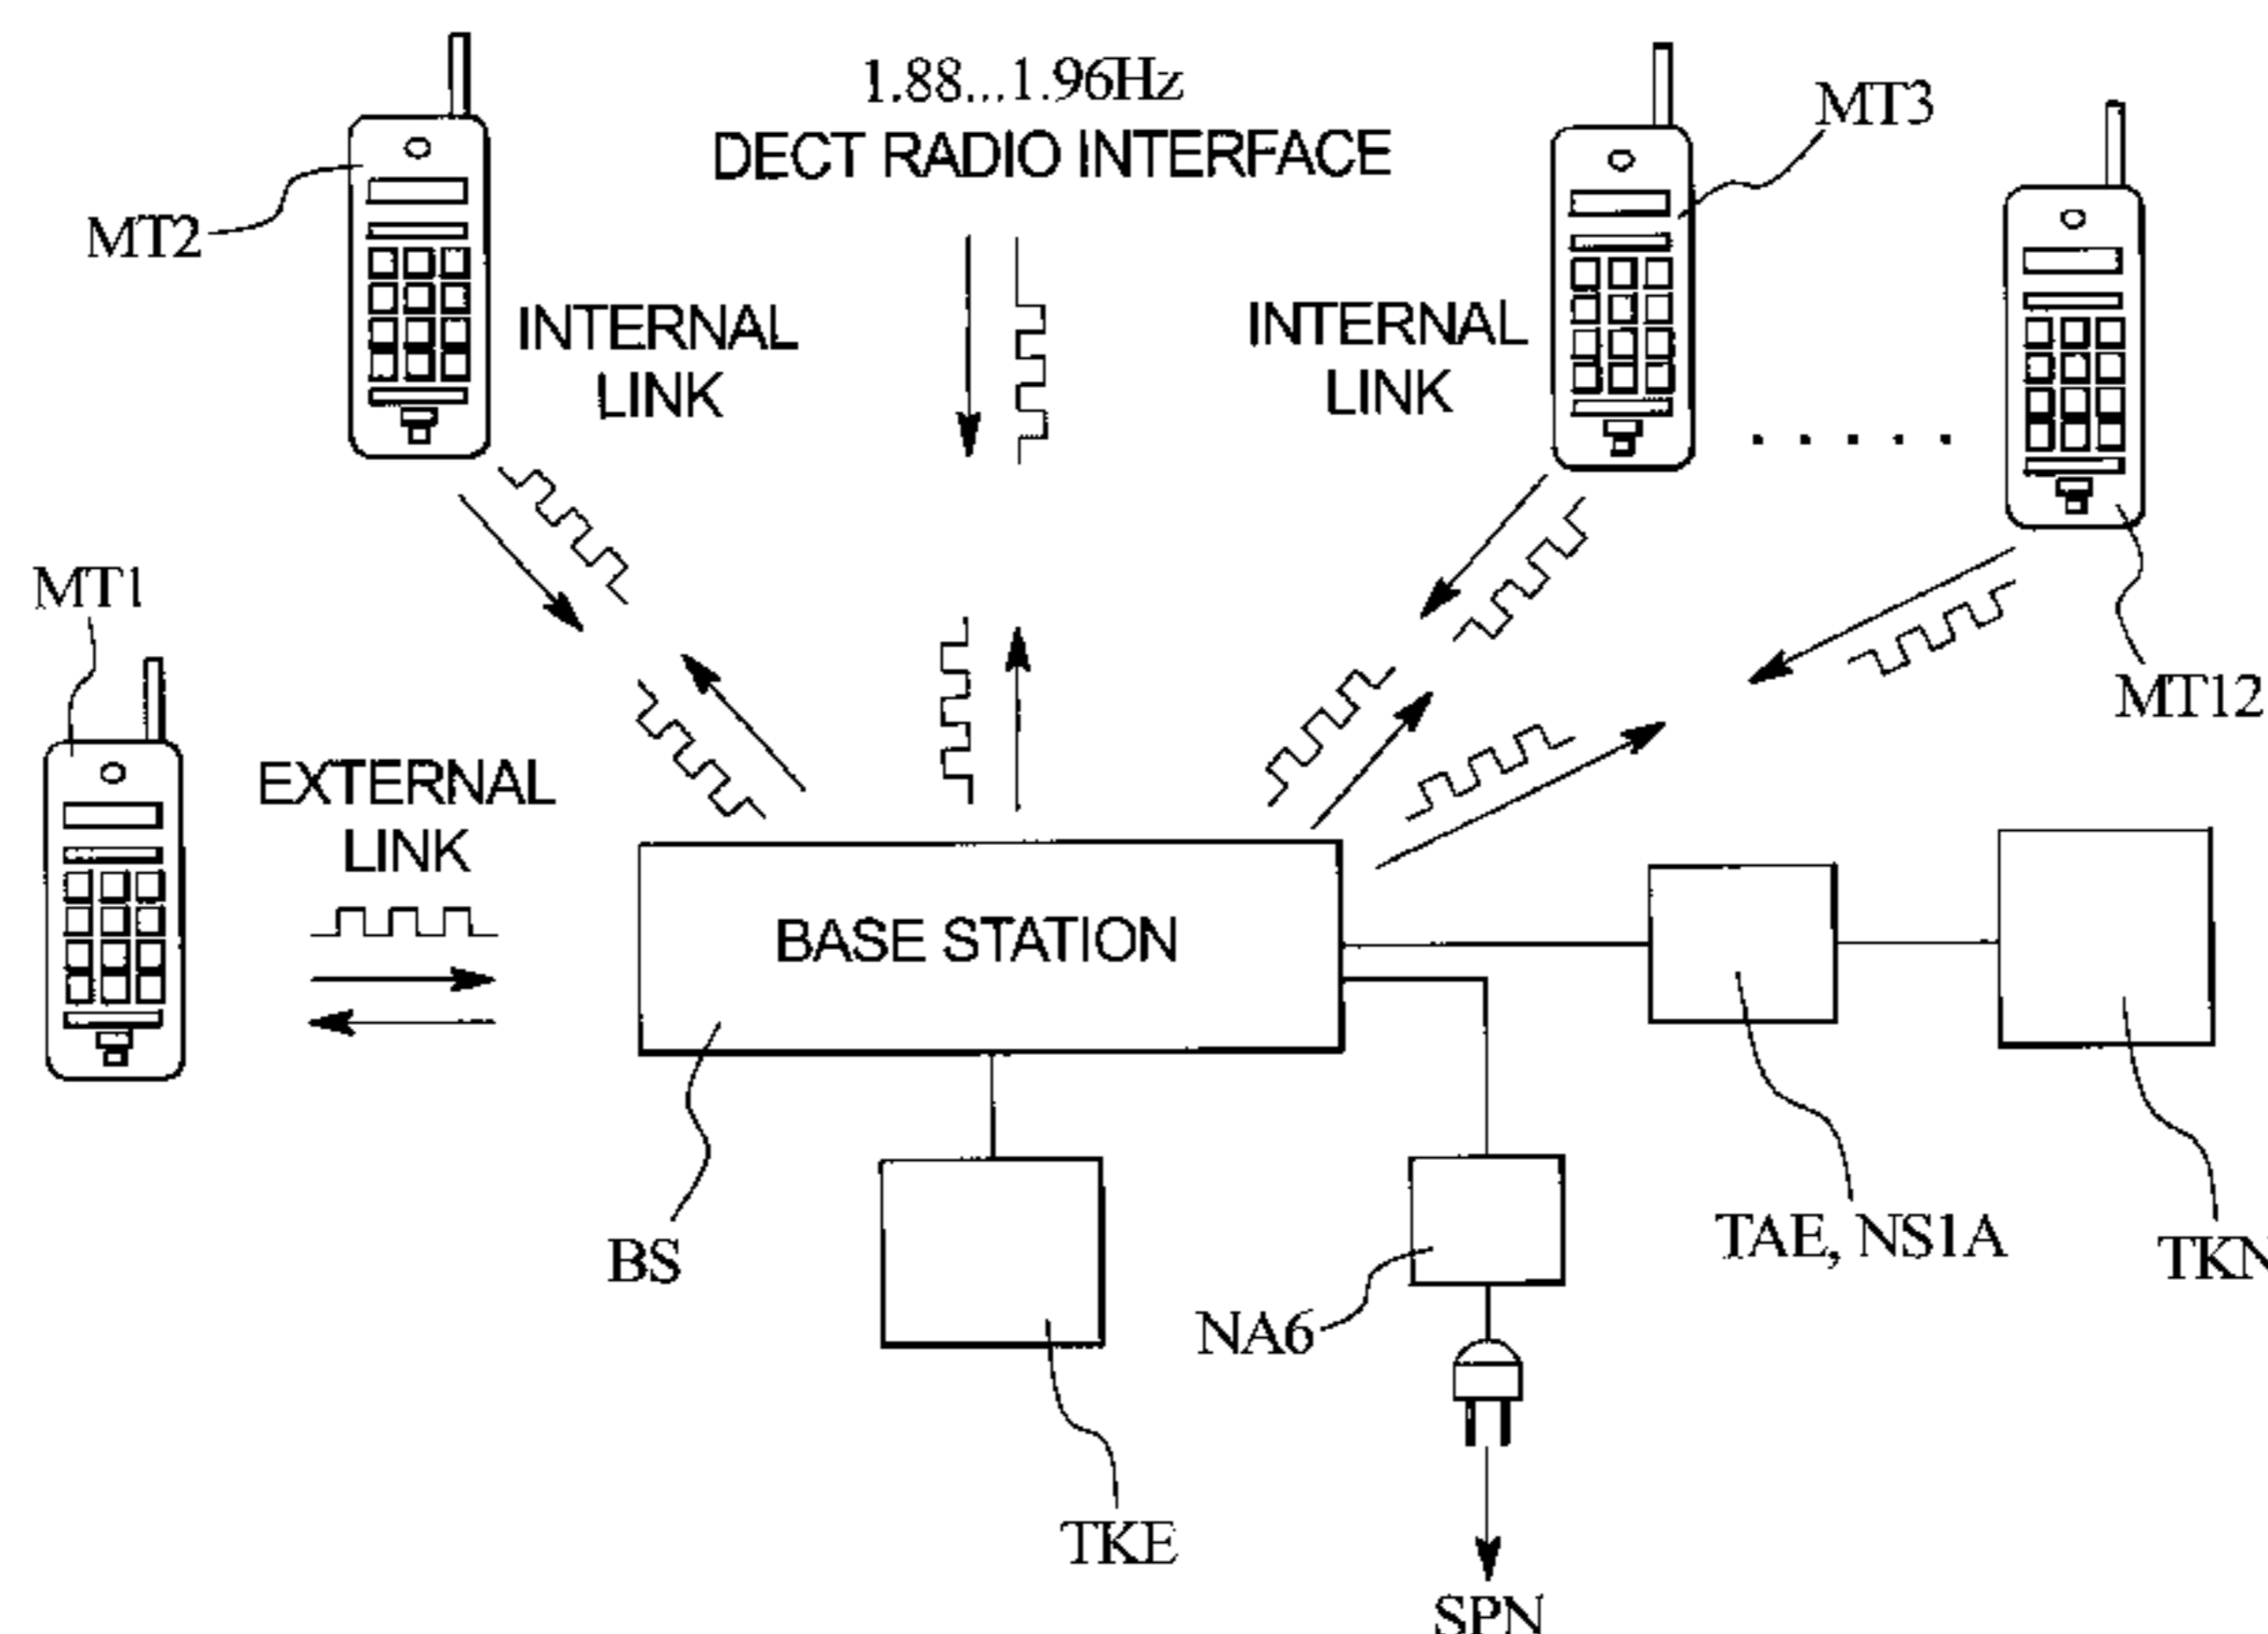 1.88...1.96Hz
DECT RADIO INTERFACE
MT3
MT2
INTERNAL
LINK
INTERNAL
LINK
MT1
MT12
EXTERNAL
LINK
BASE STATION
BS
TAE, NS1A
TKN
NA6
TKE
SPN